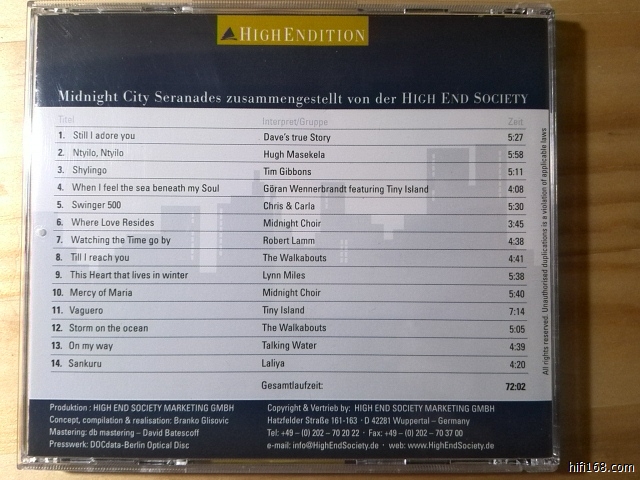 HIGHENDITION
Midnight City Seranades zusammengestellt von der HIGH END SOCIETY
Titel Interpret/Gruppe Zeit
1. Still I adore you Dave's true Story 5:27
2. Ntyilo, Ntyilo Hugh Masekela 5:58
3. Shylingo Tim Gibbons 5:11
4. When I feel the sea beneath my Soul Göran Wennerbrandt featuring Tiny Island 4:08
5. Swinger 500 Chris & Carla 5:30
6. Where Love Resides Midnight Choir 3:45
7. Watching the Time go by Robert Lamm 4:38
8. Till I reach you The Walkabouts 4:41
9. This Heart that lives in winter Lynn Miles 5:38
10. Mercy of Maria Midnight Choir 5:40
11. Vaguero Tiny Island 7:14
12. Storm on the ocean The Walkabouts 5:05
13. On my way Talking Water 4:39
14. Sankuru Laliya 4:20
Gesamtlaufzeit: 72:02
All rights reserved. Unauthorised duplications is a violation of applicable laws
Produktion : HIGH END SOCIETY MARKETING GMBH
Concept, compilation & realisation: Branko Glisovic
Mastering: db mastering – David Batescoff
Presswerk: DOCdata-Berlin Optical Disc
Copyright & Vertrieb by: HIGH END SOCIETY MARKETING GMBH
Hatzfelder Straße 161-163 · D 42281 Wuppertal – Germany
Tel: +49 – (0) 202 – 70 20 22 · Fax: +49 – (0) 202 – 70 37 00
e-mail: info@HighEndSociety.de · web: www.HighEndSociety.de
hifi168.com